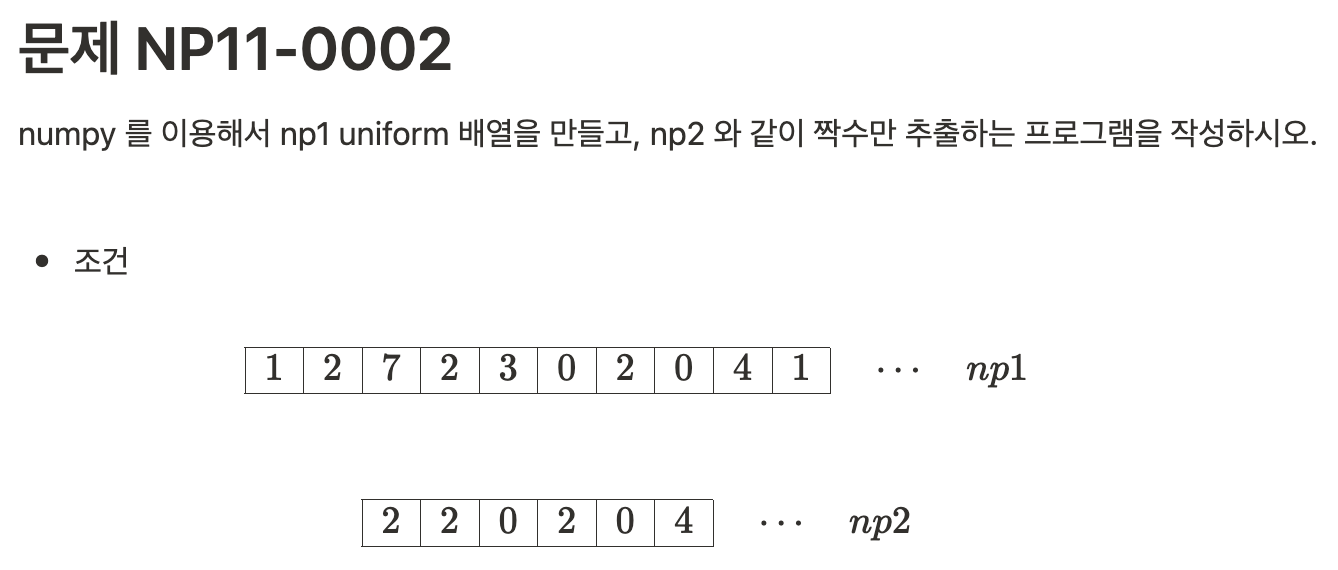 문제 NP11-0002
numpy 를 이용해서 np1 uniform 배열을 만들고, np2 와 같이 짝수만 추출하는 프로그램을 작성하시오.
• 조건
1 2 7 2 3 0 2 0 4 1 ··· np1
2 2 0 2 0 4 ··· np2